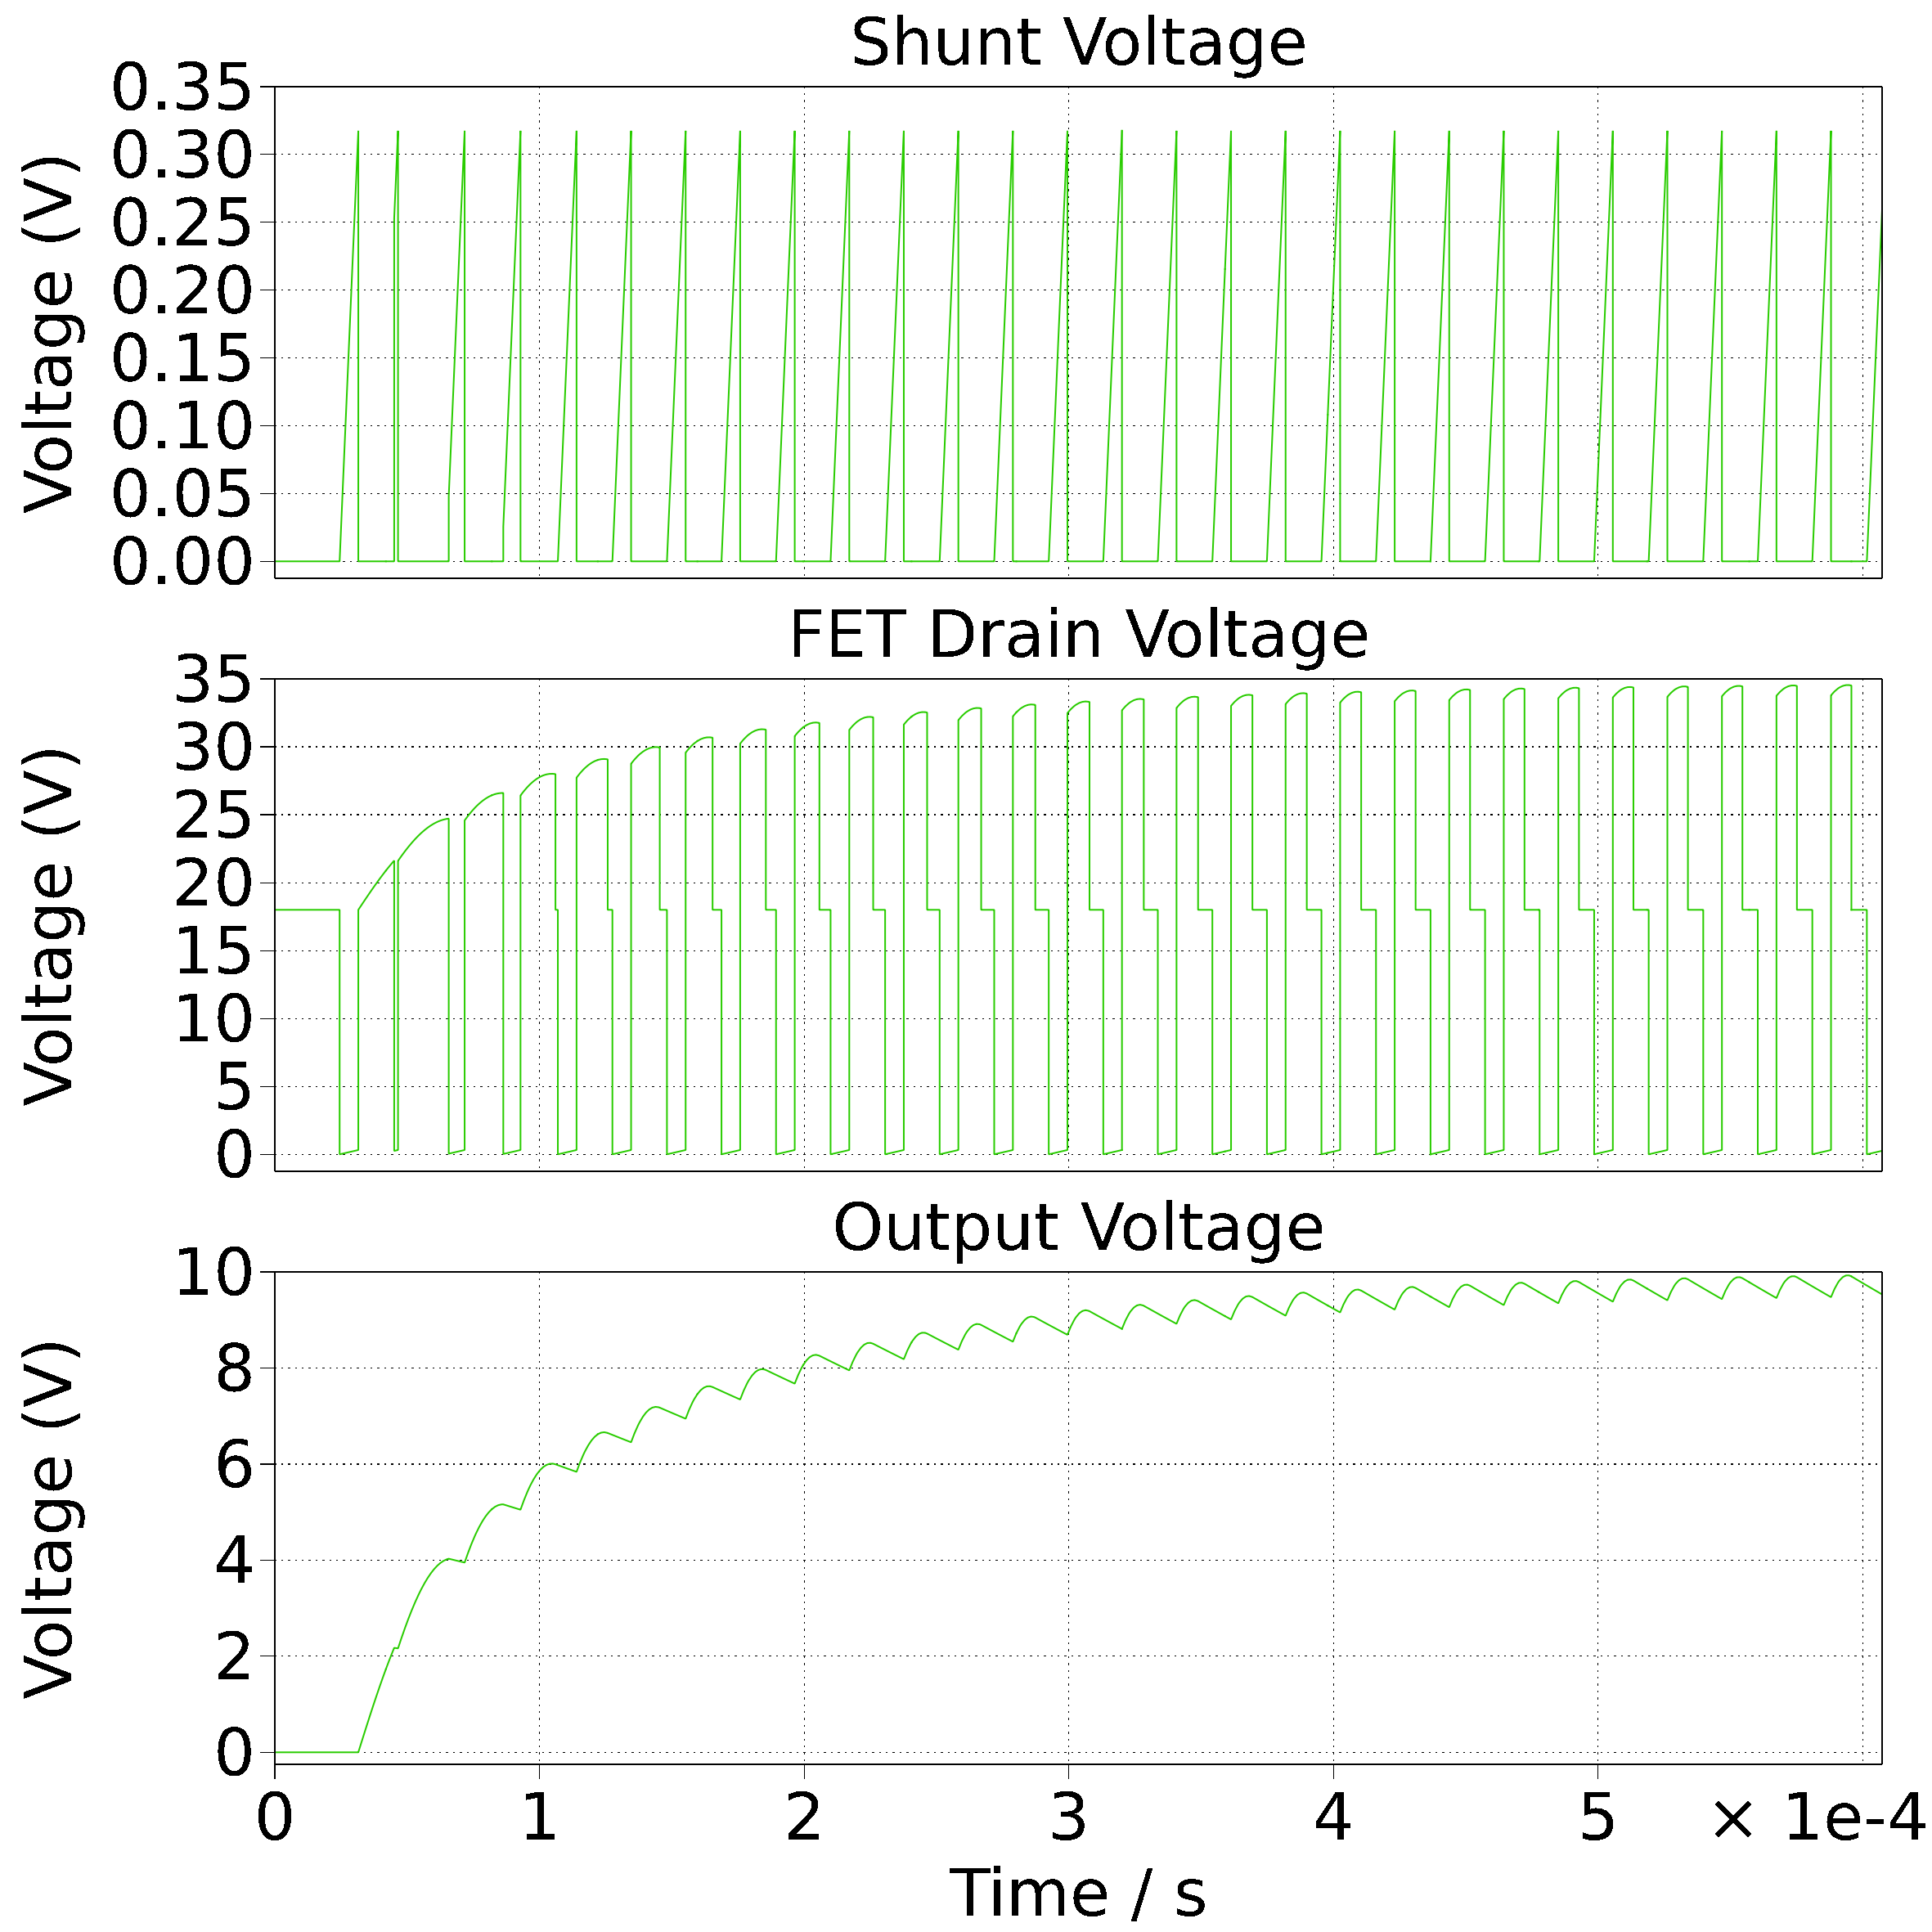 Shunt Voltage
Voltage (V)
0.35
0.30
0.25
0.20
0.15
0.10
0.05
0.00
FET Drain Voltage
Voltage (V)
35
30
25
20
15
10
5
0
Output Voltage
Voltage (V)
10
8
6
4
2
0
0 1 2 3 4 5 × 1e-4
Time / s